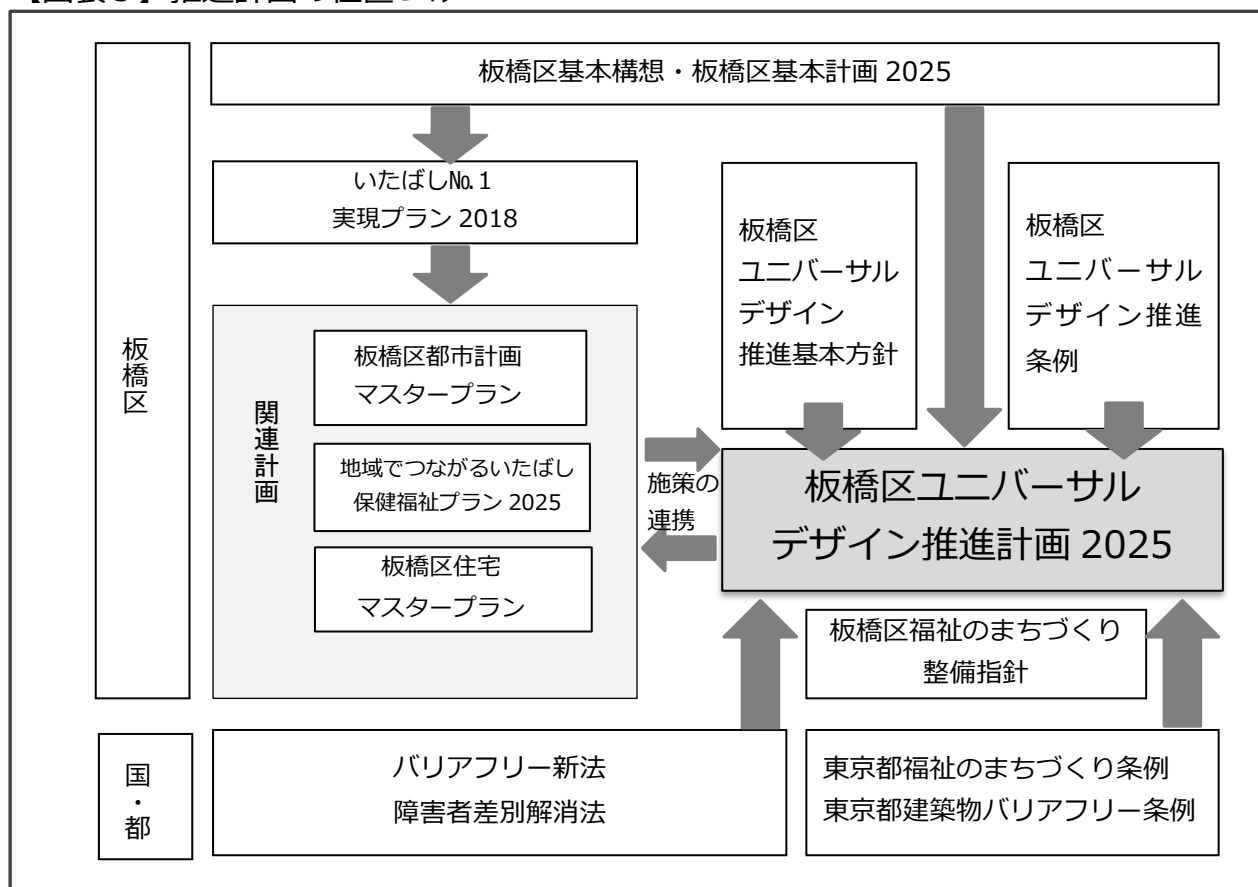 板橋区基本構想・板橋区基本計画 2025
いたばし№1
実現プラン 2018
板橋区
関連計画
板橋区都市計画
マスタープラン
地域でつながるいたばし
保健福祉プラン 2025
板橋区住宅
マスタープラン
施策の
連携
板橋区
ユニバーサル
デザイン
推進基本方針
板橋区
ユニバーサル
デザイン推進
条例
板橋区ユニバーサル
デザイン推進計画 2025
板橋区福祉のまちづくり
整備指針
国・都
バリアフリー新法
障害者差別解消法
東京都福祉のまちづくり条例
東京都建築物バリアフリー条例